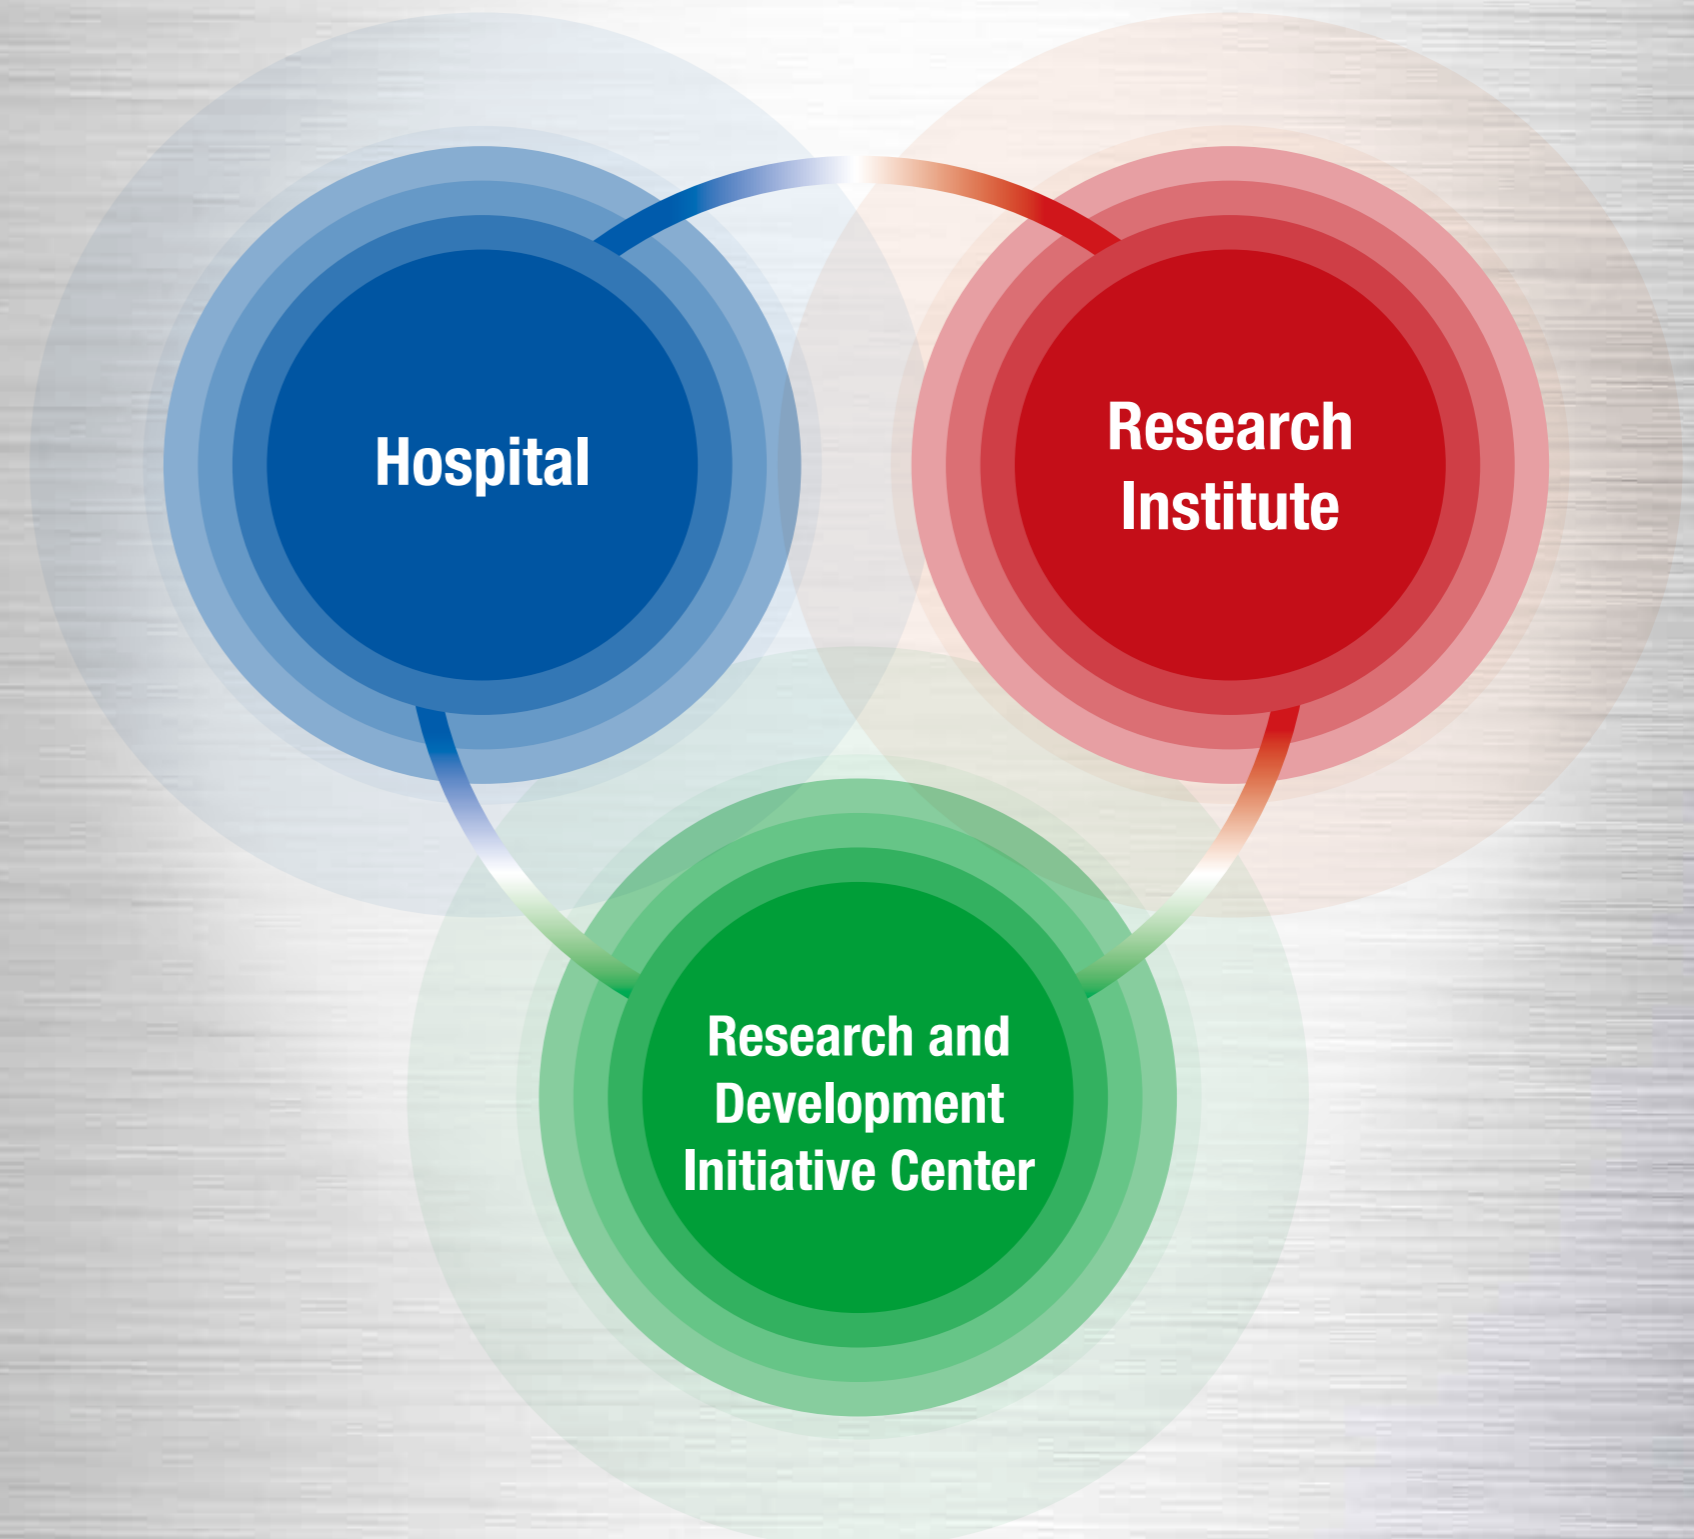 Hospital
Research
Institute
Research and
Development
Initiative Center